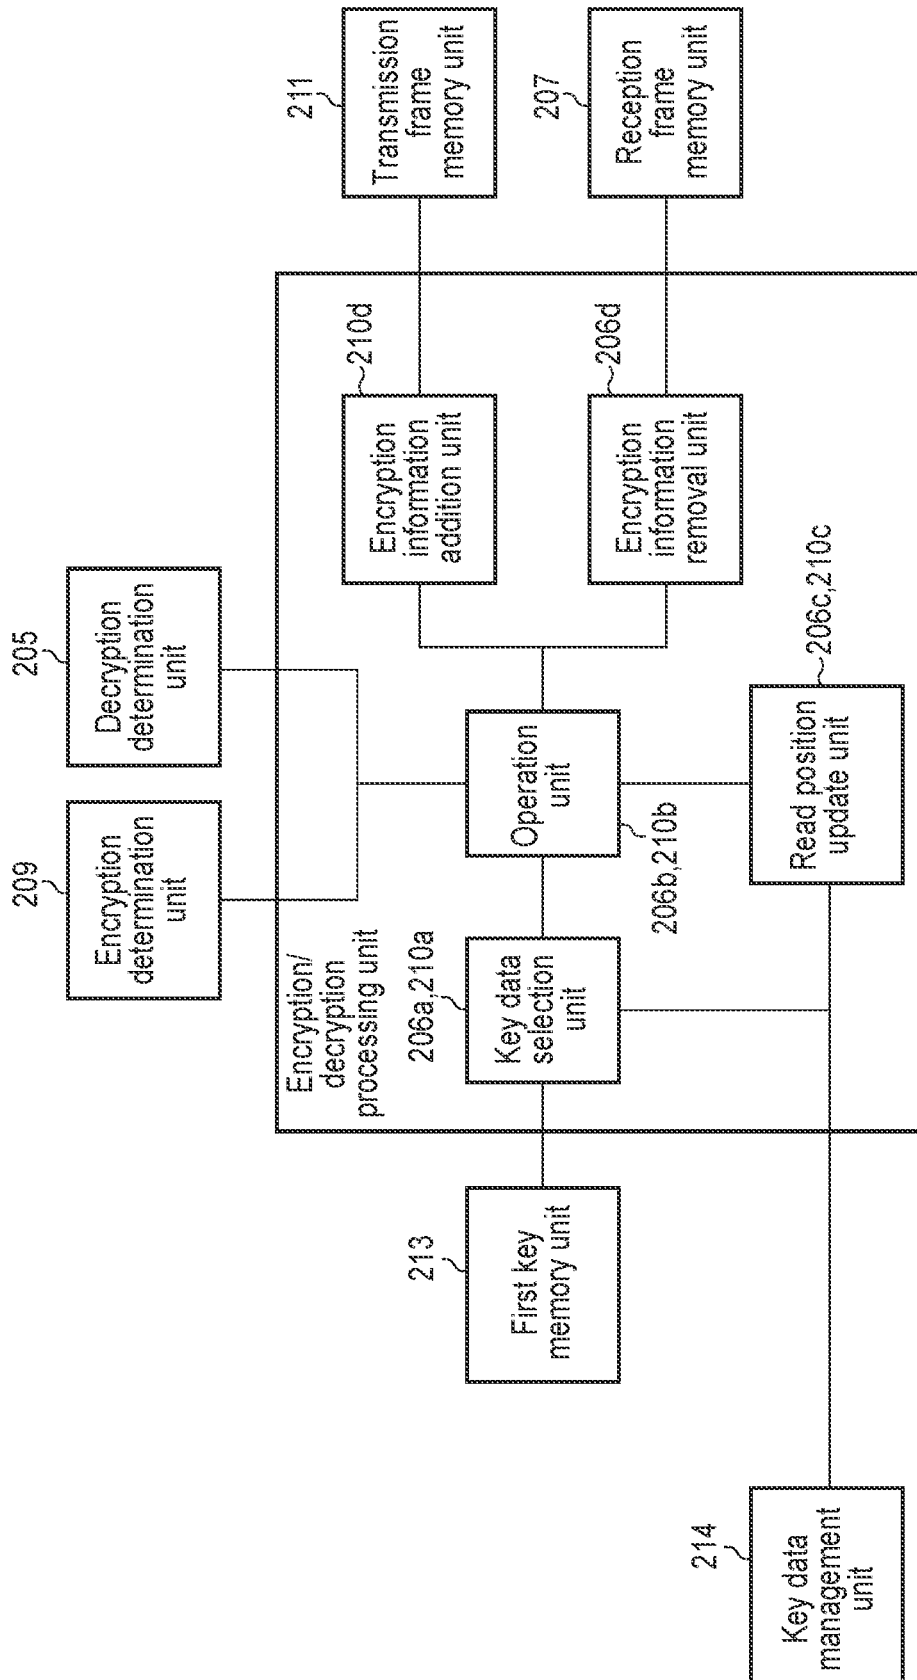 209
Encryption
determination
unit
205
Decryption
determination
unit
Encryption/
decryption
processing unit
213
First key
memory unit
206a,210a
Key data
selection
unit
Operation
unit
206b,210b
210d
Encryption
information
addition unit
206d
Encryption
information
removal unit
211
Transmission
frame
memory unit
207
Reception
frame
memory unit
214
Key data
management
unit
206c,210c
Read position
update unit